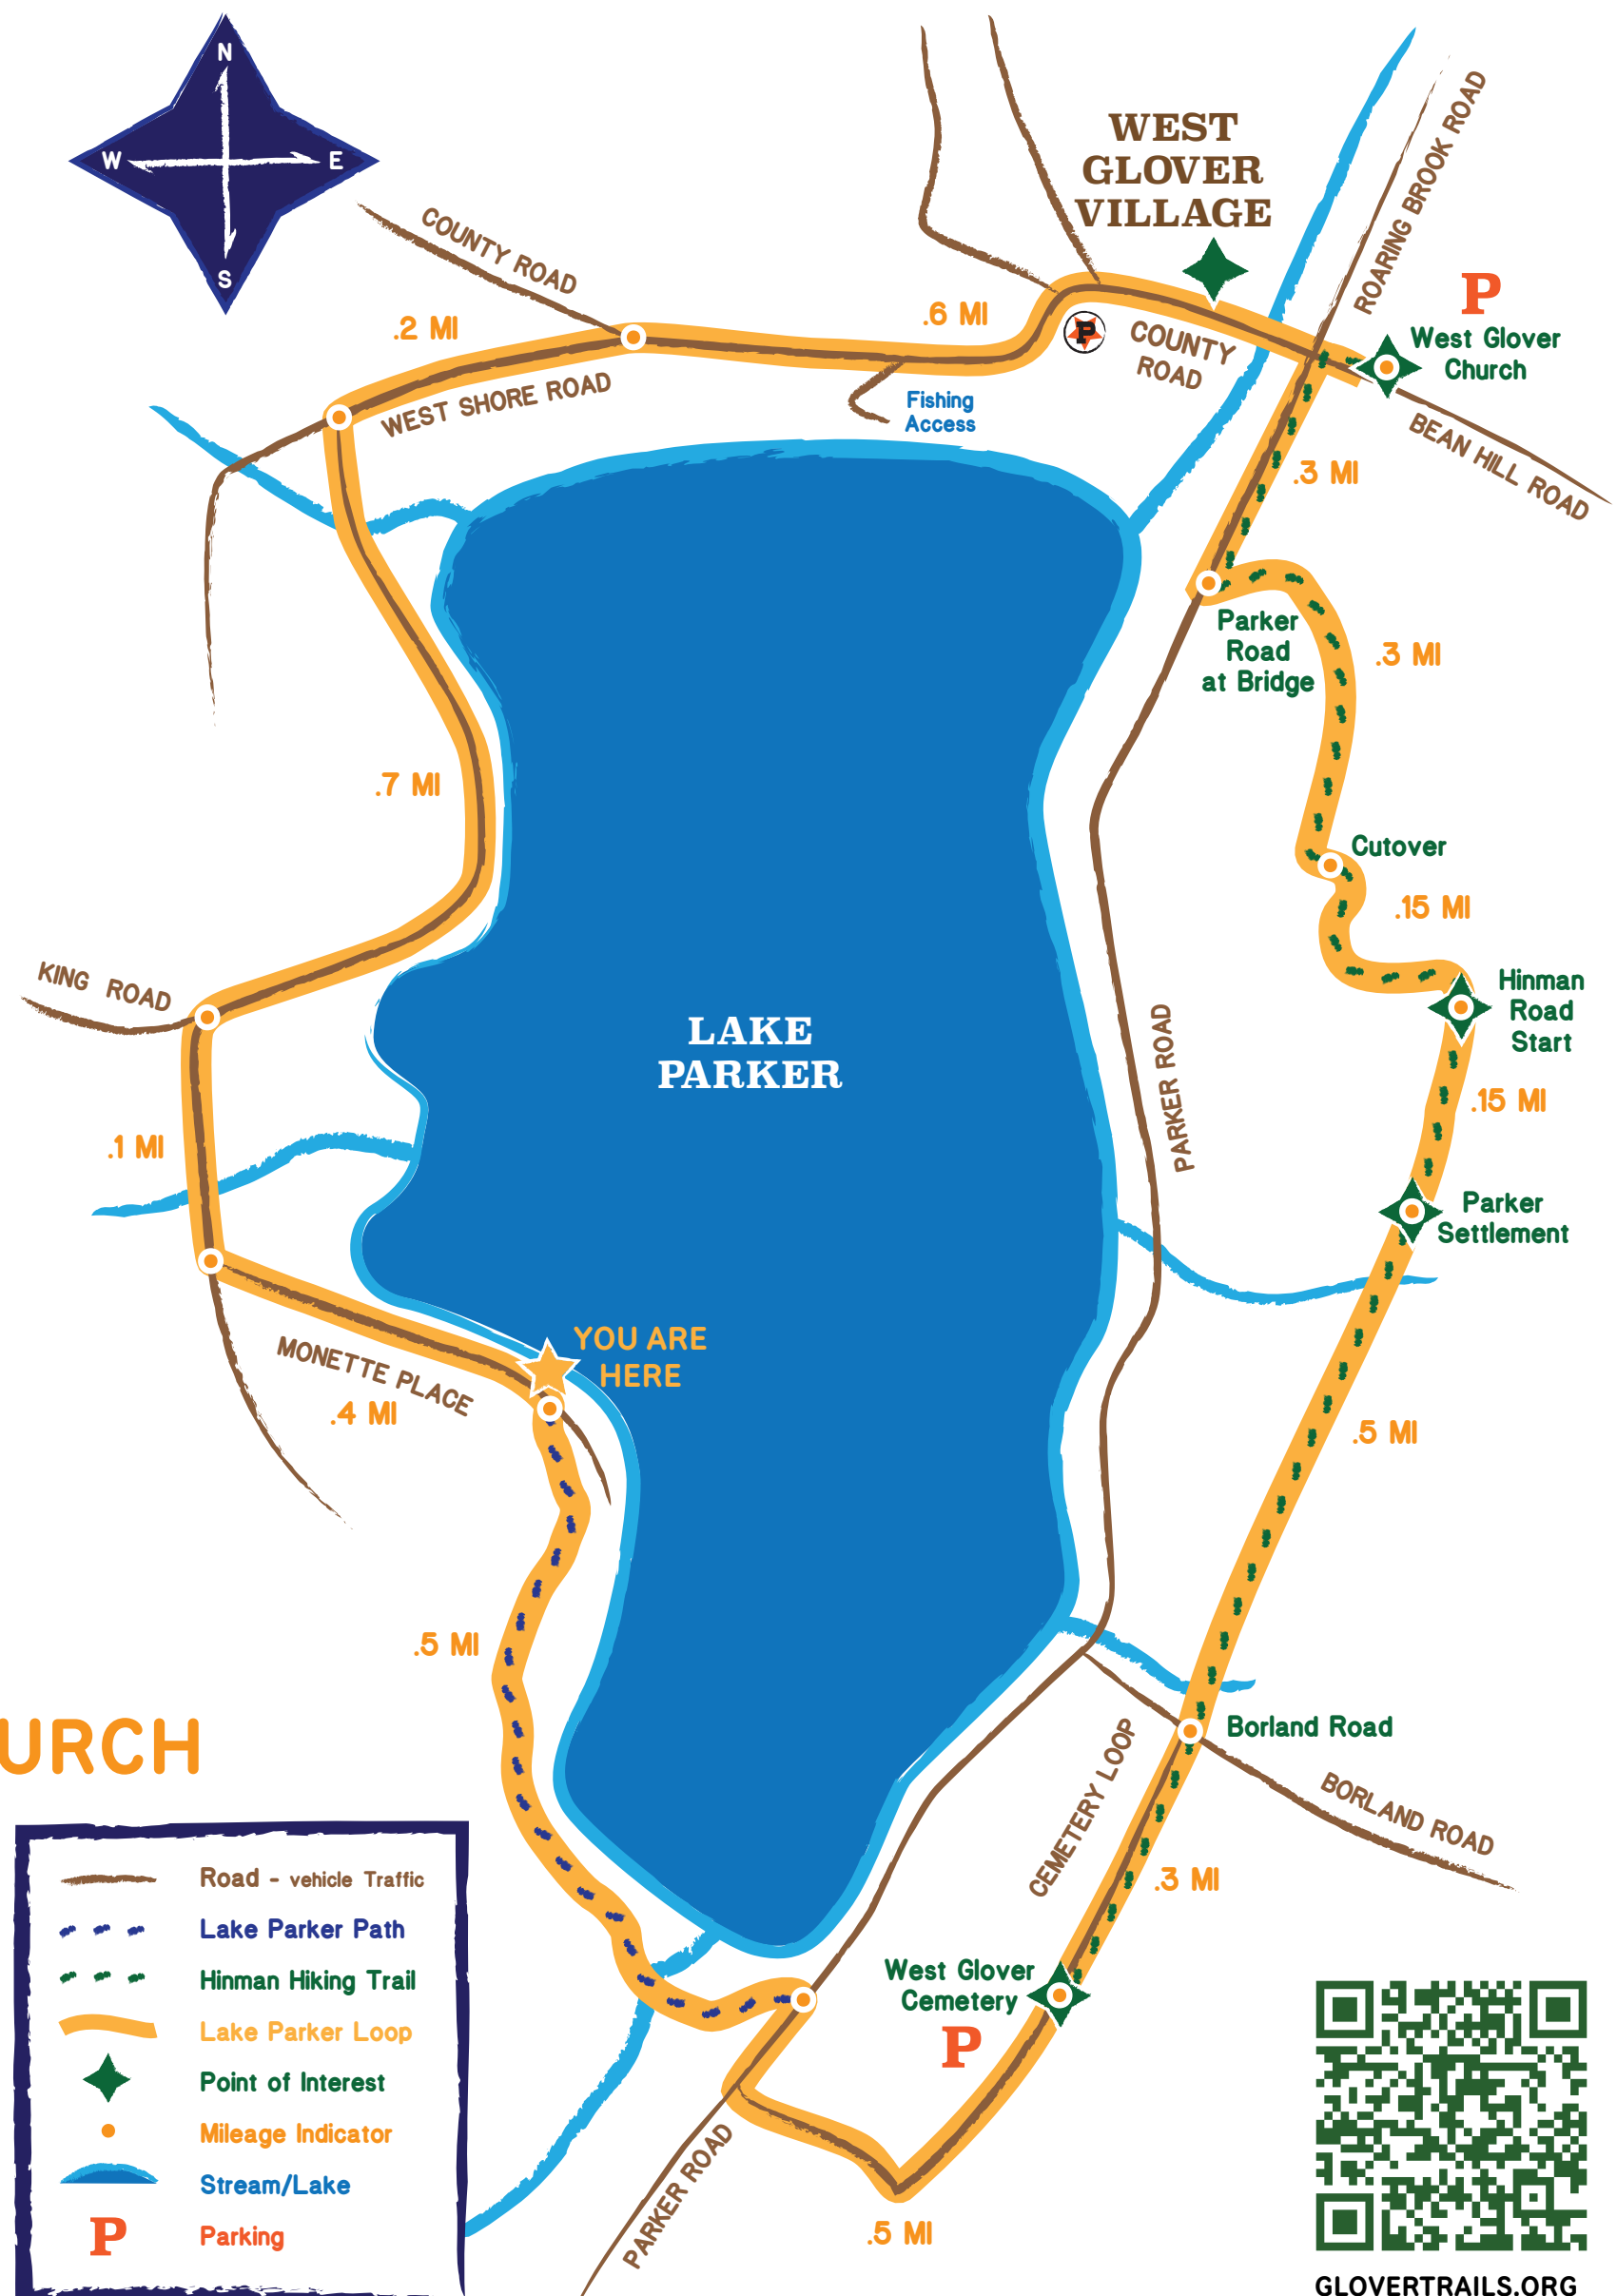 N
W
E
S
WEST
GLOVER
VILLAGE
ROARING BROOK ROAD
COUNTY ROAD
.2 MI
.6 MI
P
COUNTY
ROAD
P
West Glover
Church
WEST SHORE ROAD
Fishing
Access
BEAN HILL ROAD
.3 MI
Parker
Road
at Bridge
.3 MI
.7 MI
Cutover
.15 MI
KING ROAD
Hinman
Road
Start
LAKE
PARKER
PARKER ROAD
.15 MI
.1 MI
Parker
Settlement
YOU ARE
HERE
MONETTE PLACE
.4 MI
.5 MI
.5 MI
URCH
Borland Road
CEMETERY LOOP
BORLAND ROAD
.3 MI
West Glover
Cemetery
P
PARKER ROAD
.5 MI
Road - vehicle Traffic
Lake Parker Path
Hinman Hiking Trail
Lake Parker Loop
Point of Interest
Mileage Indicator
Stream/Lake
P Parking
GLOVERTRAILS.ORG